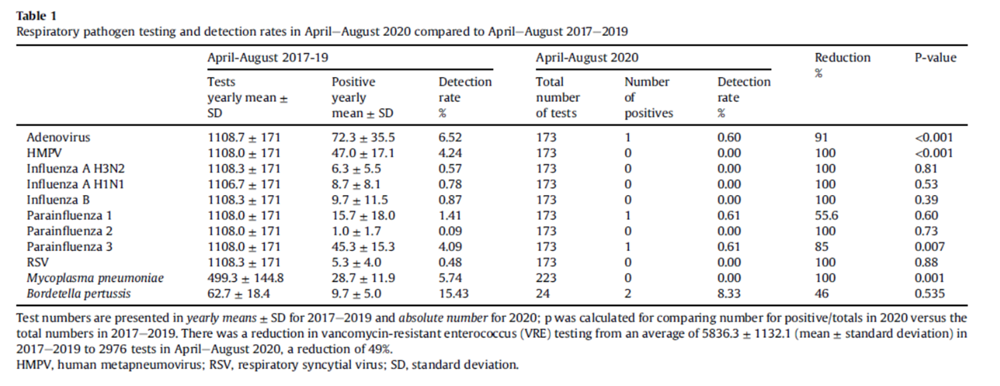 Table 1
Respiratory pathogen testing and detection rates in April–August 2020 compared to April–August 2017–2019
April-August 2017-19 April-August 2020 Reduction % P-value
Tests yearly mean ± SD Positive yearly mean ± SD Detection rate % Total number of tests Number of positives Detection rate %
Adenovirus 1108.7 ± 171 72.3 ± 35.5 6.52 173 1 0.60 91 <0.001
HMPV 1108.0 ± 171 47.0 ± 17.1 4.24 173 0 0.00 100 <0.001
Influenza A H3N2 1108.3 ± 171 6.3 ± 5.5 0.57 173 0 0.00 100 0.81
Influenza A H1N1 1106.7 ± 171 8.7 ± 8.1 0.78 173 0 0.00 100 0.53
Influenza B 1108.3 ± 171 9.7 ± 11.5 0.87 173 0 0.00 100 0.39
Parainfluenza 1 1108.0 ± 171 15.7 ± 18.0 1.41 173 1 0.61 55.6 0.60
Parainfluenza 2 1108.0 ± 171 1.0 ± 1.7 0.09 173 0 0.00 100 0.73
Parainfluenza 3 1108.0 ± 171 45.3 ± 15.3 4.09 173 1 0.61 85 0.007
RSV 1108.3 ± 171 5.3 ± 4.0 0.48 173 0 0.00 100 0.88
Mycoplasma pneumoniae 499.3 ± 144.8 28.7 ± 11.9 5.74 223 0 0.00 100 0.001
Bordetella pertussis 62.7 ± 18.4 9.7 ± 5.0 15.43 24 2 8.33 46 0.535
Test numbers are presented in yearly means ± SD for 2017–2019 and absolute number for 2020; p was calculated for comparing number for positive/totals in 2020 versus the
total numbers in 2017–2019. There was a reduction in vancomycin-resistant enterococcus (VRE) testing from an average of 5836.3 ± 1132.1 (mean ± standard deviation) in
2017–2019 to 2976 tests in April–August 2020, a reduction of 49%.
HMPV, human metapneumovirus; RSV, respiratory syncytial virus; SD, standard deviation.